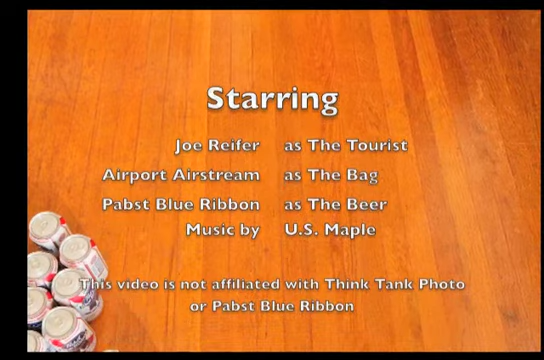 Starring
Joe Reifer as The Tourist
Airport Airstream as The Bag
Pabst Blue Ribbon as The Beer
Music by U.S. Maple
This video is not affiliated with Think Tank Photo
or Pabst Blue Ribbon